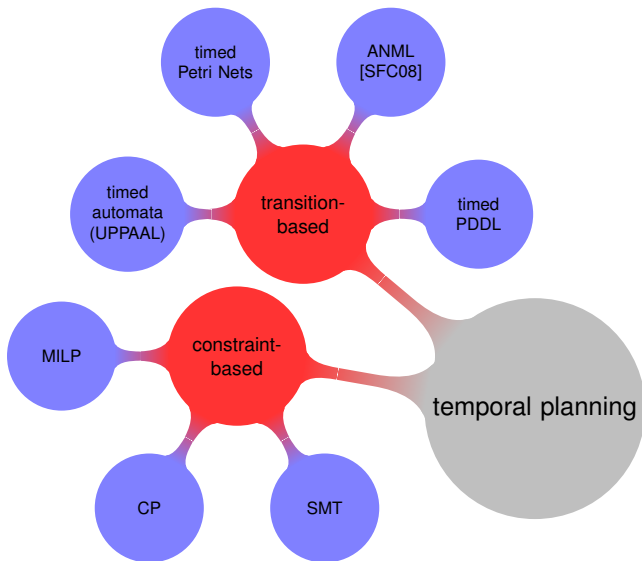 timed
Petri Nets
ANML
[SFC08]
timed
automata
(UPPAAL)
transition-
based
timed
PDDL
MILP
constraint-
based
temporal planning
CP
SMT